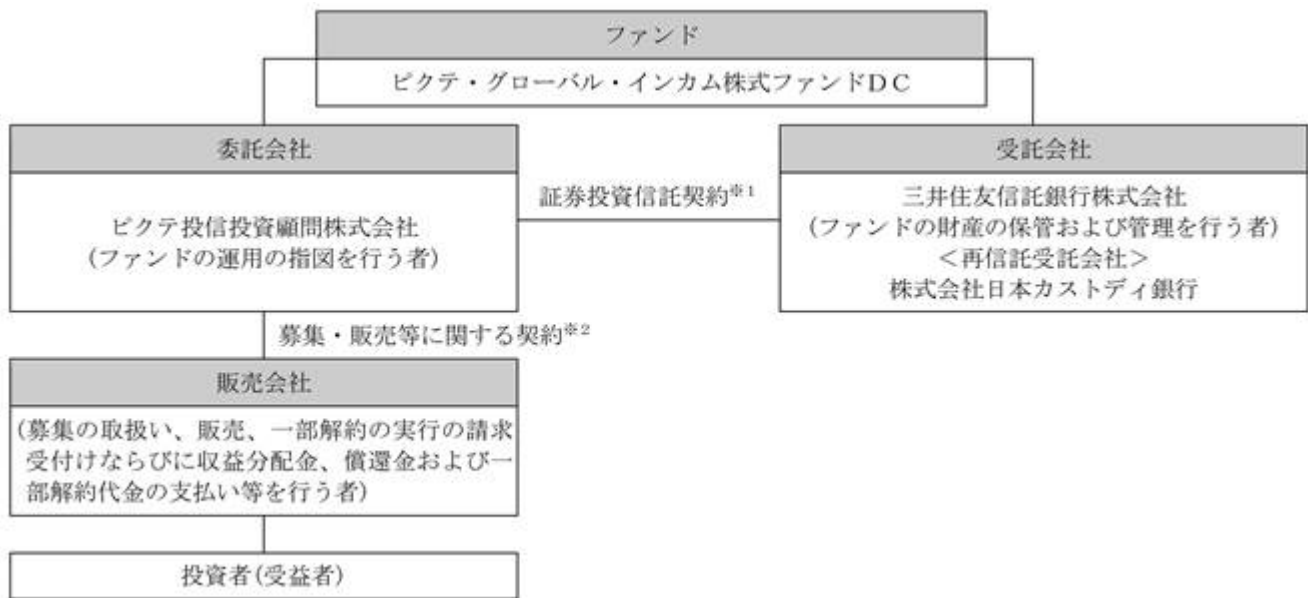 ファンド
ピクテ・グローバル・インカム株式ファンドＤＣ
委託会社
ピクテ投信投資顧問株式会社
(ファンドの運用の指図を行う者)
証券投資信託契約※1
受託会社
三井住友信託銀行株式会社
(ファンドの財産の保管および管理を行う者)
＜再信託受託会社＞
株式会社日本カストディ銀行
募集・販売等に関する契約※2
販売会社
(募集の取扱い、販売、一部解約の実行の請求
受付けならびに収益分配金、償還金および一
部解約代金の支払い等を行う者)
投資者(受益者)